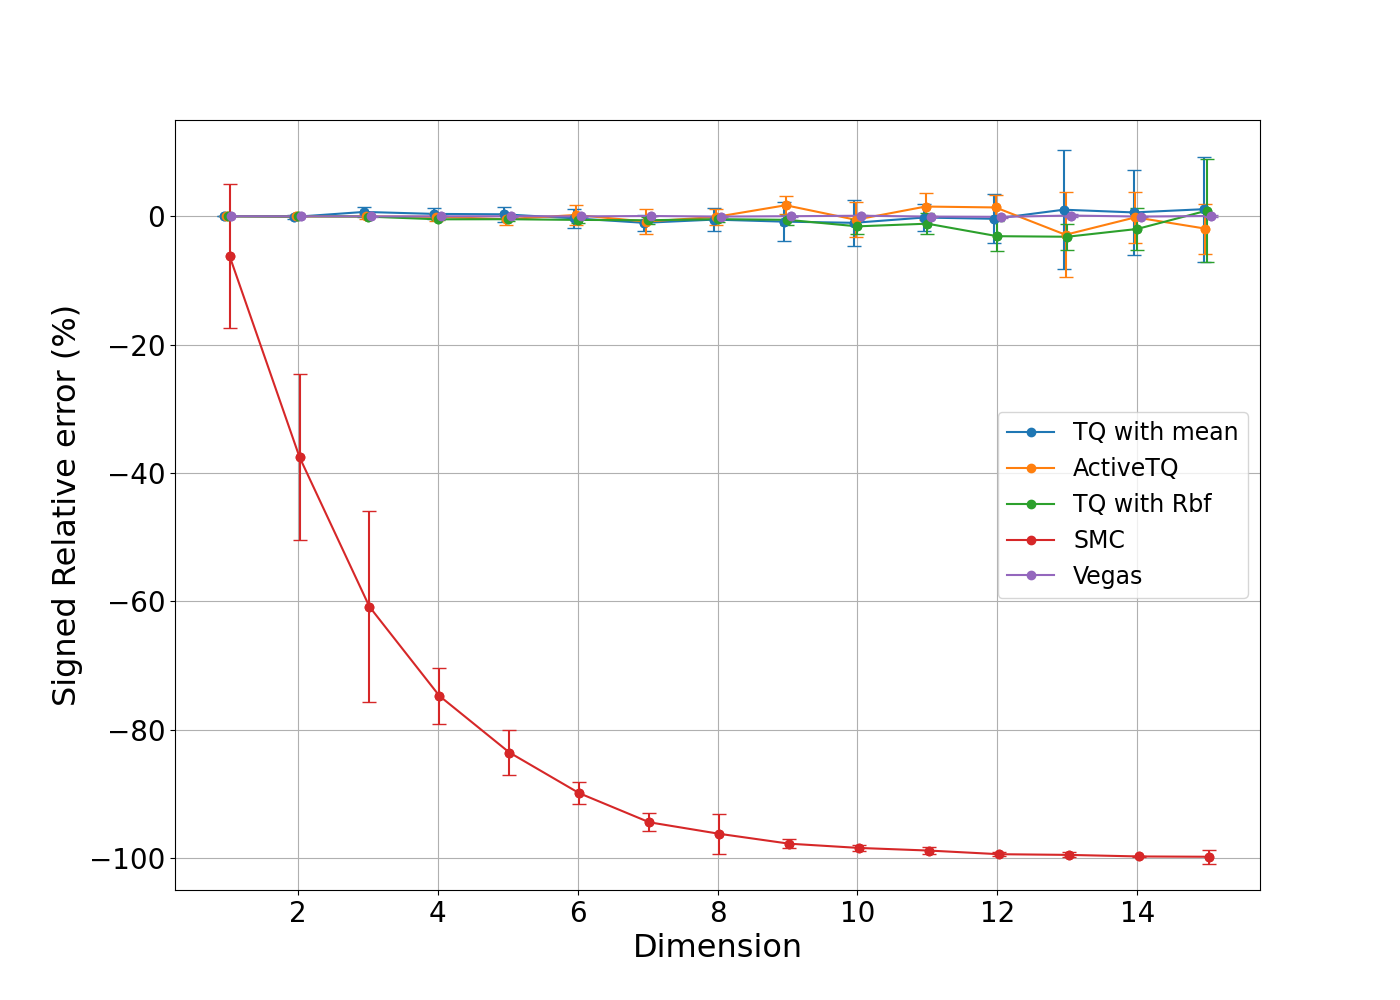 Signed Relative error (%)
0
−20
−40
−60
−80
−100
TQ with mean
ActiveTQ
TQ with Rbf
SMC
Vegas
2 4 6 8 10 12 14
Dimension